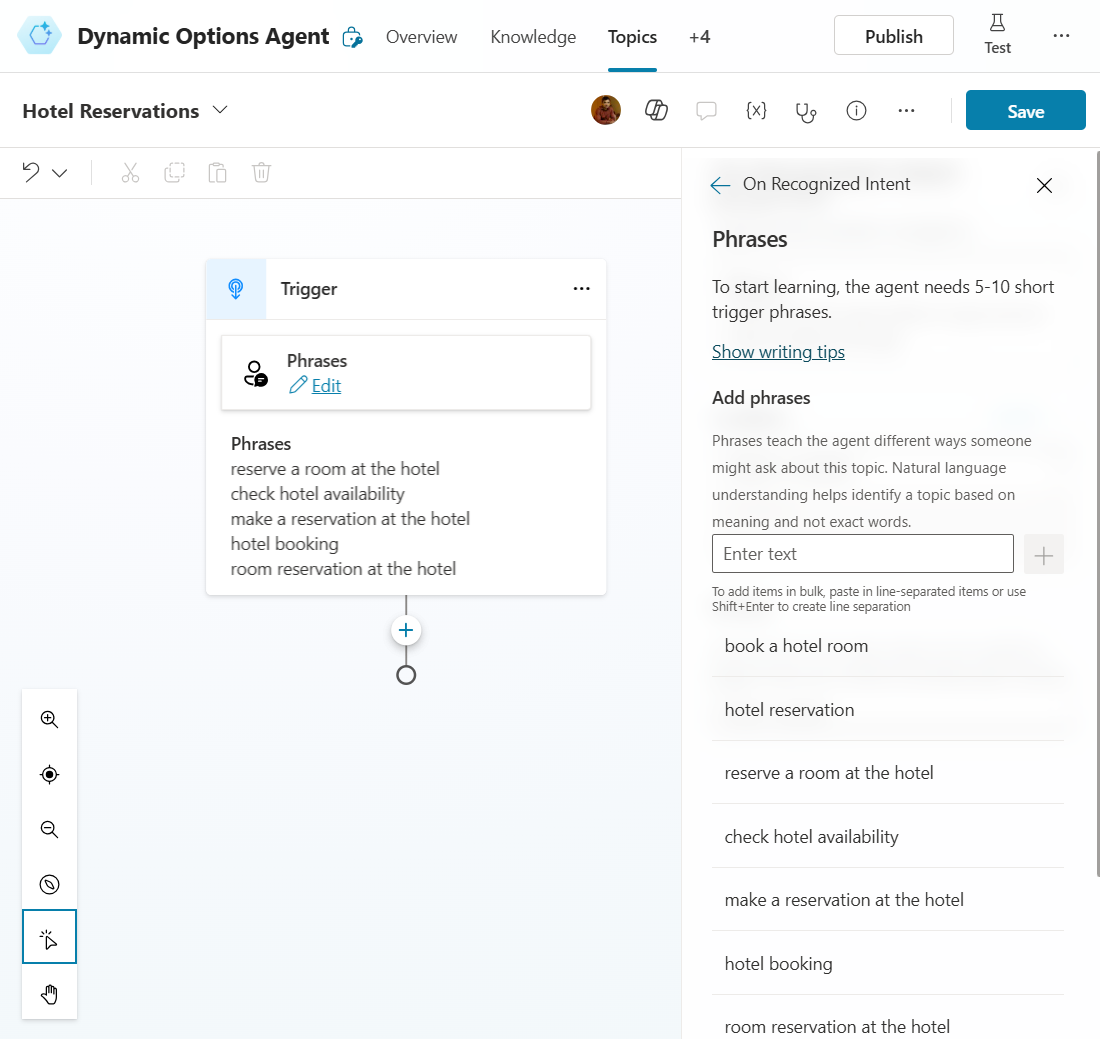 Dynamic Options Agent
Overview
Knowledge
Topics
+4
Publish
Test
Hotel Reservations
{x}
Save
On Recognized Intent
Trigger
Phrases
Edit
Phrases
reserve a room at the hotel
check hotel availability
make a reservation at the hotel
hotel booking
room reservation at the hotel
Phrases
To start learning, the agent needs 5-10 short
trigger phrases.
Show writing tips
Add phrases
Phrases teach the agent different ways someone
might ask about this topic. Natural language
understanding helps identify a topic based on
meaning and not exact words.
Enter text
To add items in bulk, paste in line-separated items or use
Shift+Enter to create line separation
book a hotel room
hotel reservation
reserve a room at the hotel
check hotel availability
make a reservation at the hotel
hotel booking
room reservation at the hotel